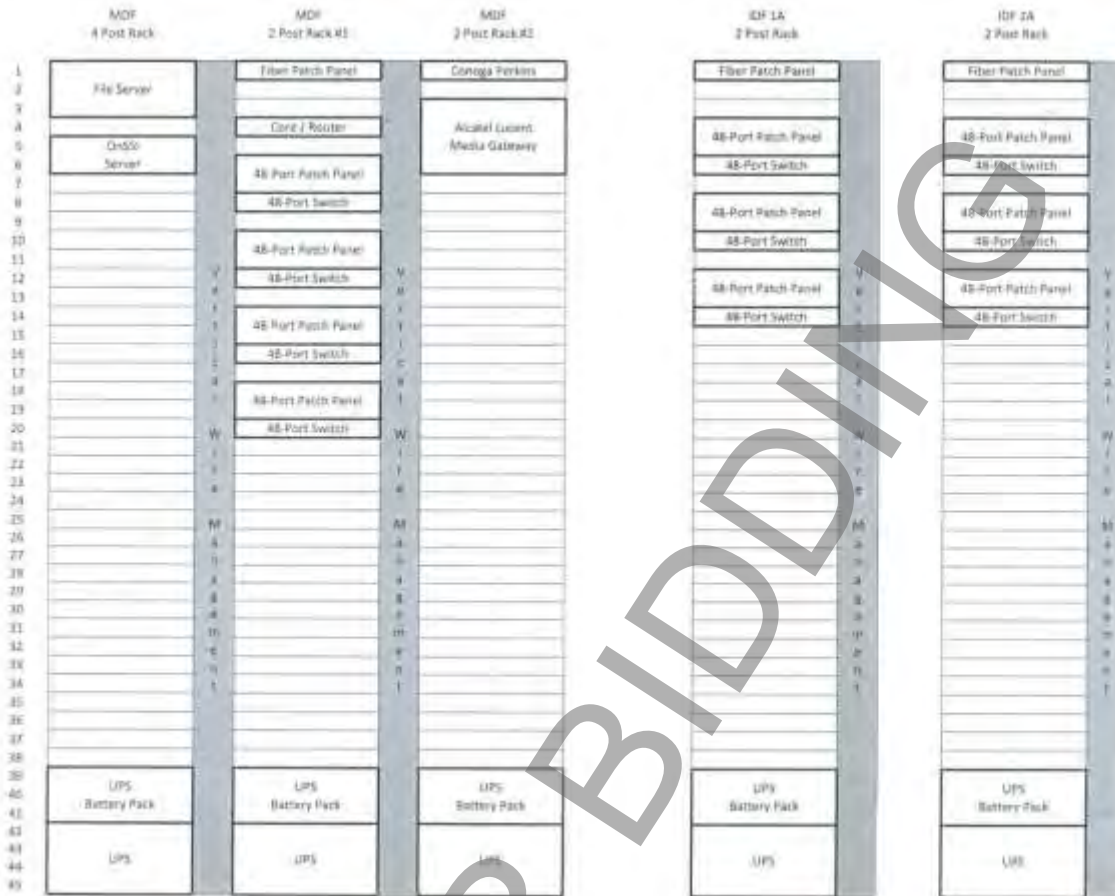 MDF
4 Post Rack
MDF
2 Post Rack #1
MDF
2 Post Rack #2
IDF 1A
2 Post Rack
IDF 2A
2 Post Rack
1
2
3
4
5
6
7
8
9
10
11
12
13
14
15
16
17
18
19
20
21
22
23
24
25
26
27
28
29
30
31
32
33
34
35
36
37
38
39
40
41
42
43
44
45
File Server
OnSSI
Server
UPS
Battery Pack
UPS
Vertical Wire Management
Fiber Patch Panel
Core / Router
48-Port Patch Panel
48-Port Switch
48-Port Patch Panel
48-Port Switch
48-Port Patch Panel
48-Port Switch
48-Port Patch Panel
48-Port Switch
UPS
Battery Pack
UPS
Vertical Wire Management
Canoga Perkins
Alcatel Lucent
Media Gateway
UPS
Battery Pack
UPS
Fiber Patch Panel
48-Port Patch Panel
48-Port Switch
48-Port Patch Panel
48-Port Switch
48-Port Patch Panel
48-Port Switch
UPS
Battery Pack
UPS
Vertical Wire Management
Fiber Patch Panel
48-Port Patch Panel
48-Port Switch
48-Port Patch Panel
48-Port Switch
48-Port Patch Panel
48-Port Switch
UPS
Battery Pack
UPS
Vertical Wire Management
BIDDING